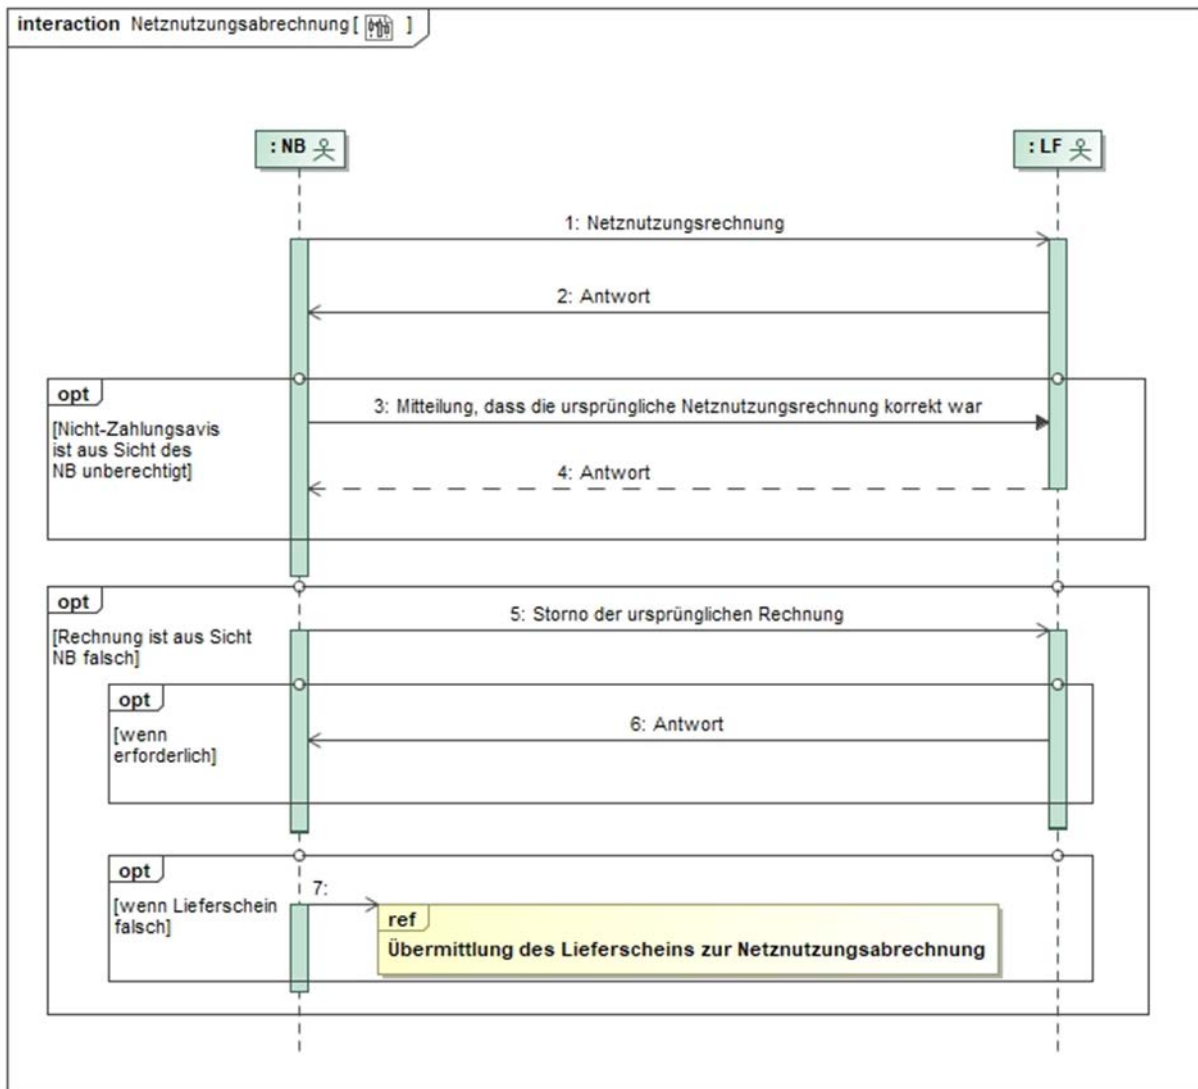 interaction Netznutzungsabrechnung [ ]
: NB
: LF
1: Netznutzungsrechnung
2: Antwort
opt
3: Mitteilung, dass die ursprüngliche Netznutzungsrechnung korrekt war
[Nicht-Zahlungsavis
ist aus Sicht des
NB unberechtigt]
4: Antwort
opt
5: Storno der ursprünglichen Rechnung
[Rechnung ist aus Sicht
NB falsch]
opt
6: Antwort
[wenn
erforderlich]
opt
7:
[wenn Lieferschein
falsch]
ref
Übermittlung des Lieferscheins zur Netznutzungsabrechnung